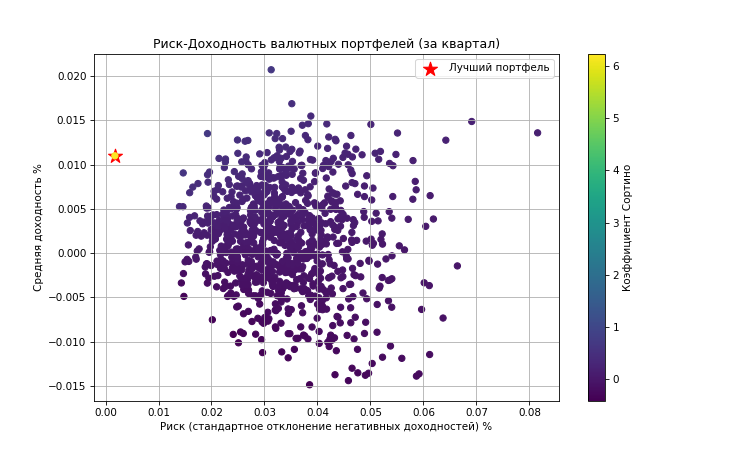 Риск-Доходность валютных портфелей (за квартал)
Лучший портфель
Средняя доходность %
0.020
0.015
0.010
0.005
0.000
−0.005
−0.010
−0.015
0.00 0.01 0.02 0.03 0.04 0.05 0.06 0.07 0.08
Риск (стандартное отклонение негативных доходностей) %
6
5
4
3
2
1
0
Коэффициент Сортино